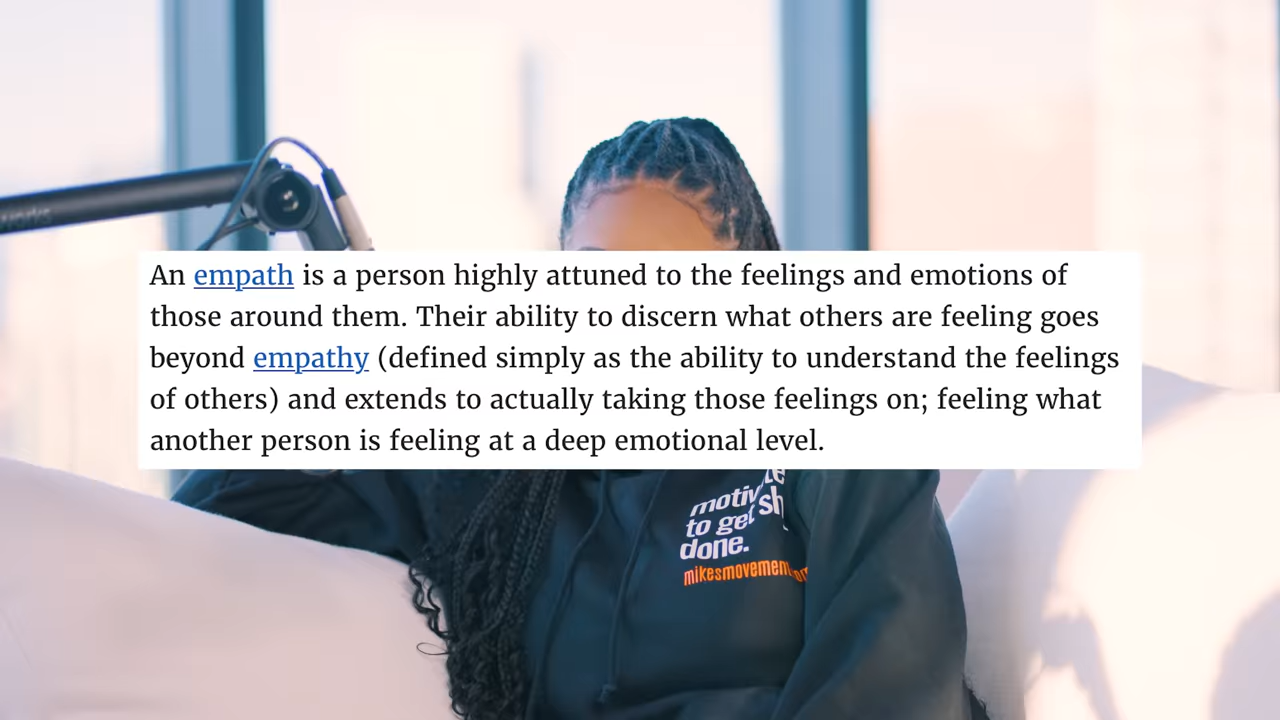 works
An empath is a person highly attuned to the feelings and emotions of
those around them. Their ability to discern what others are feeling goes
beyond empathy (defined simply as the ability to understand the feelings
of others) and extends to actually taking those feelings on; feeling what
another person is feeling at a deep emotional level.
to get
done.